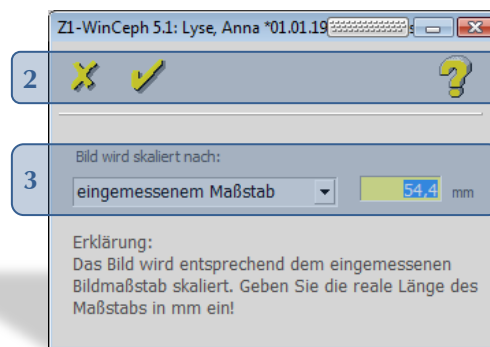 Z1-WinCeph 5.1: Lyse, Anna *01.01.19
2
Bild wird skaliert nach:
3
eingemessenem Maßstab 54,4 mm
Erklärung:
Das Bild wird entsprechend dem eingemessenen
Bildmaßstab skaliert. Geben Sie die reale Länge des
Maßstabs in mm ein!